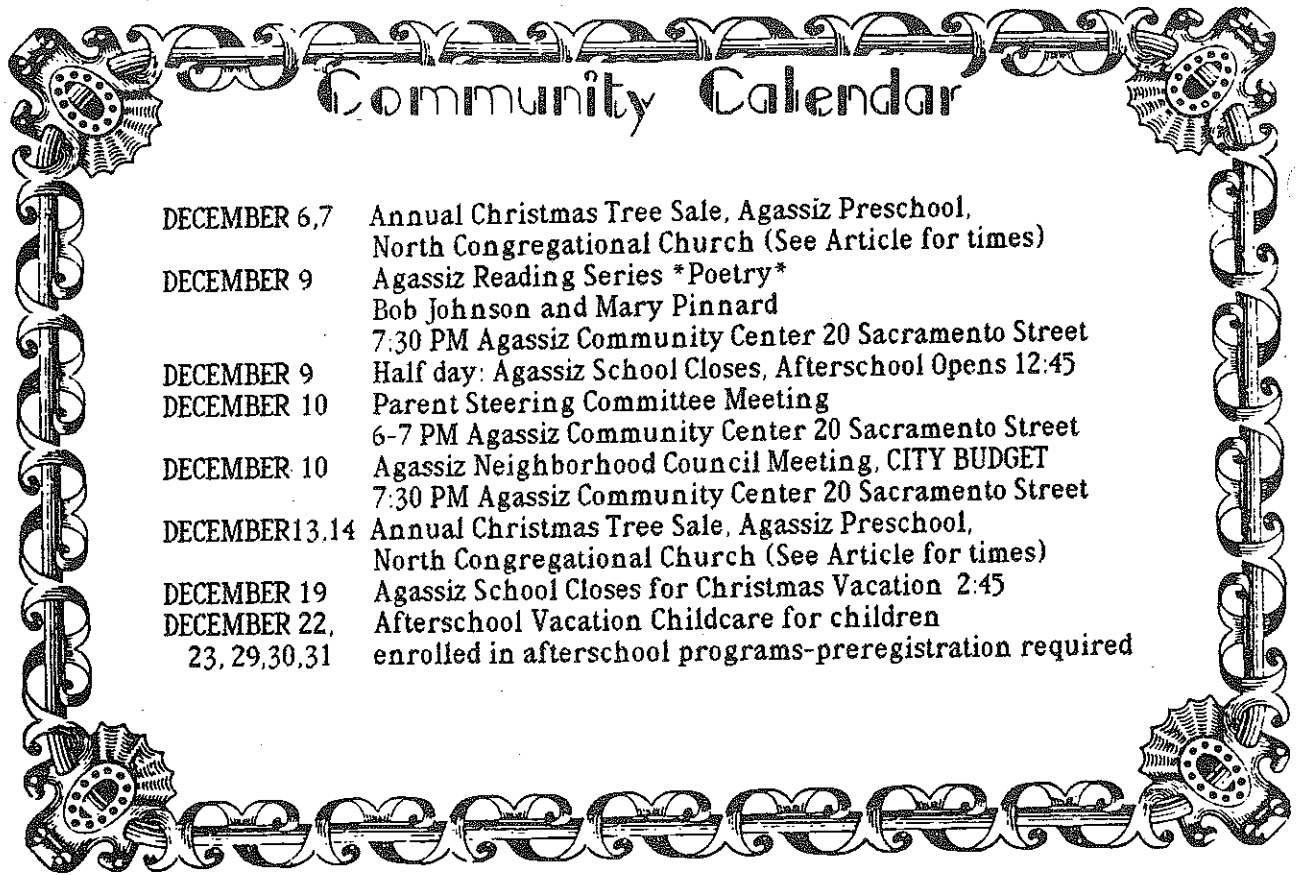 Community Calendar
DECEMBER 6,7 Annual Christmas Tree Sale, Agassiz Preschool,
North Congregational Church (See Article for times)
DECEMBER 9 Agassiz Reading Series *Poetry*
Bob Johnson and Mary Pinnard
7:30 PM Agassiz Community Center 20 Sacramento Street
DECEMBER 9 Half day: Agassiz School Closes, Afterschool Opens 12:45
DECEMBER 10 Parent Steering Committee Meeting
6-7 PM Agassiz Community Center 20 Sacramento Street
DECEMBER 10 Agassiz Neighborhood Council Meeting, CITY BUDGET
7:30 PM Agassiz Community Center 20 Sacramento Street
DECEMBER13,14 Annual Christmas Tree Sale, Agassiz Preschool,
North Congregational Church (See Article for times)
DECEMBER 19 Agassiz School Closes for Christmas Vacation 2:45
DECEMBER 22, Afterschool Vacation Childcare for children
23, 29,30,31 enrolled in afterschool programs-preregistration required